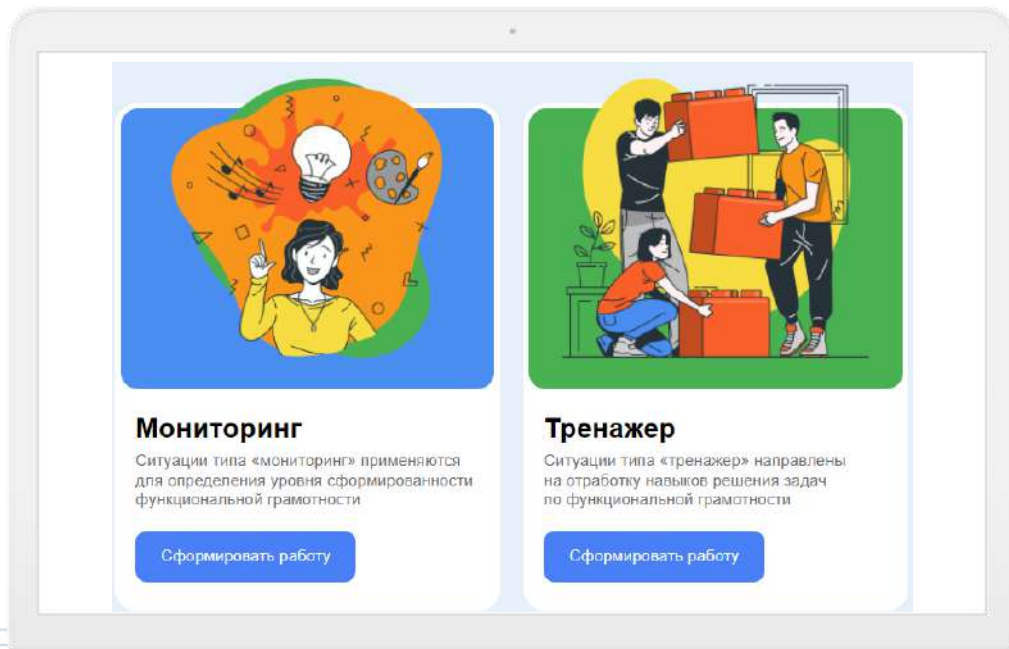 Мониторинг
Ситуации типа «мониторинг» применяются
для определения уровня сформированности
функциональной грамотности
Сформировать работу
Тренажер
Ситуации типа «тренажер» направлены
на отработку навыков решения задач
по функциональной грамотности
Сформировать работу